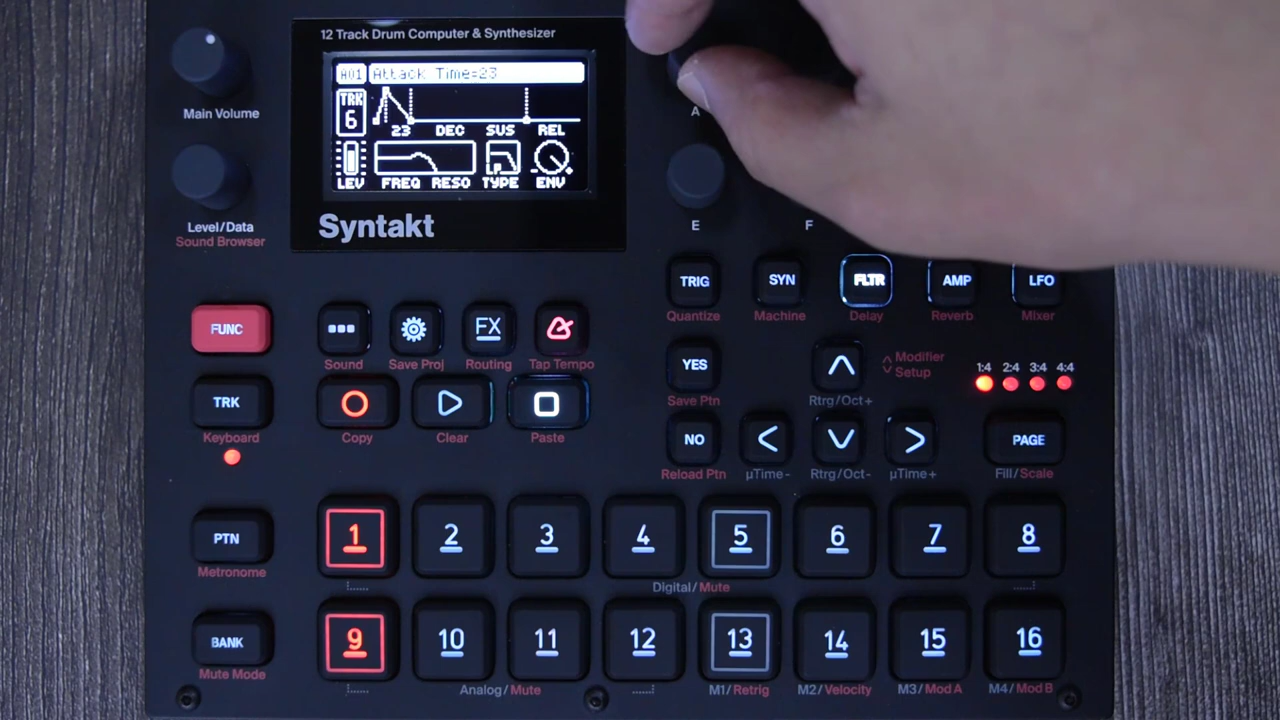 12 Track Drum Computer & Synthesizer
A01 Attack Time=23
TRK 6
23 DEC SUS REL
LEV FREQ RESO TYPE ENV
Syntakt
Main Volume
Level/Data
Sound Browser
A
E F
TRIG SYN FLTR AMP LFO
Quantize Machine Delay Reverb Mixer
FUNC
FX
Sound Save Proj Routing Tap Tempo
YES
Save Ptn
Rtrg/Oct+
Modifier
Setup
1:4 2:4 3:4 4:4
TRK
Keyboard
Copy Clear Paste
NO
Reload Ptn µTime- Rtrg/Oct- µTime+
PAGE
Fill/Scale
PTN
Metronome
1 2 3 4 5 6 7 8
Digital/Mute
BANK
Mute Mode
9 10 11 12 13 14 15 16
Analog/Mute M1/Retrig M2/Velocity M3/Mod A M4/Mod B